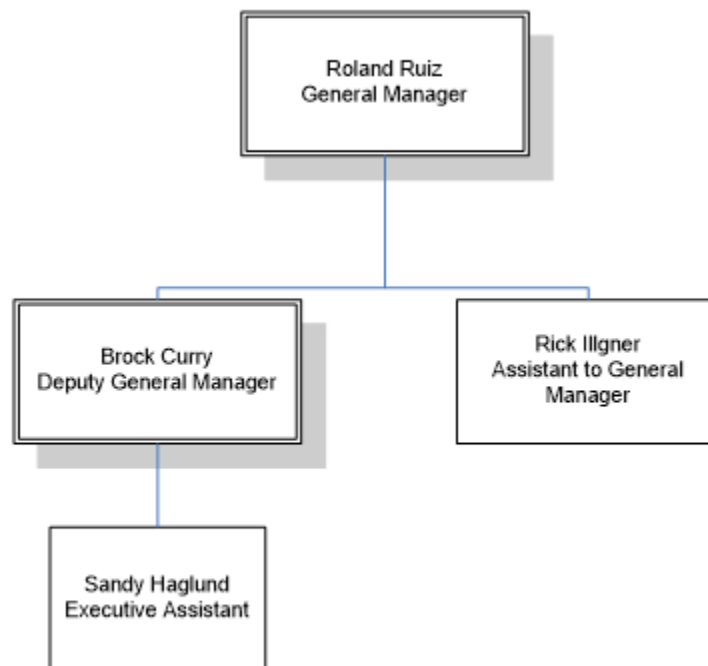 Roland Ruiz
General Manager
Brock Curry
Deputy General Manager
Rick Illgner
Assistant to General
Manager
Sandy Haglund
Executive Assistant